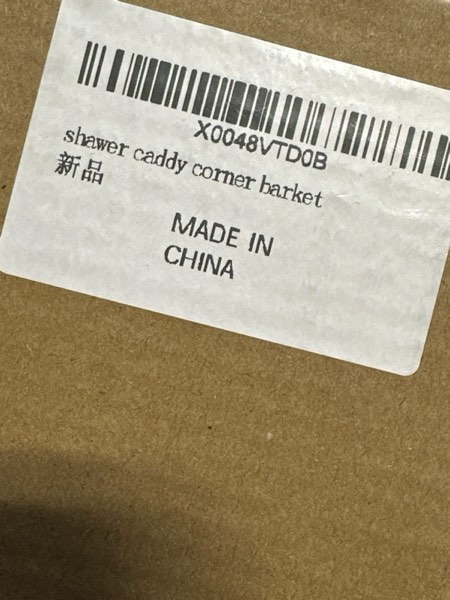 X0048VTD0B
shawer caddy corner barket
新品
MADE IN
CHINA